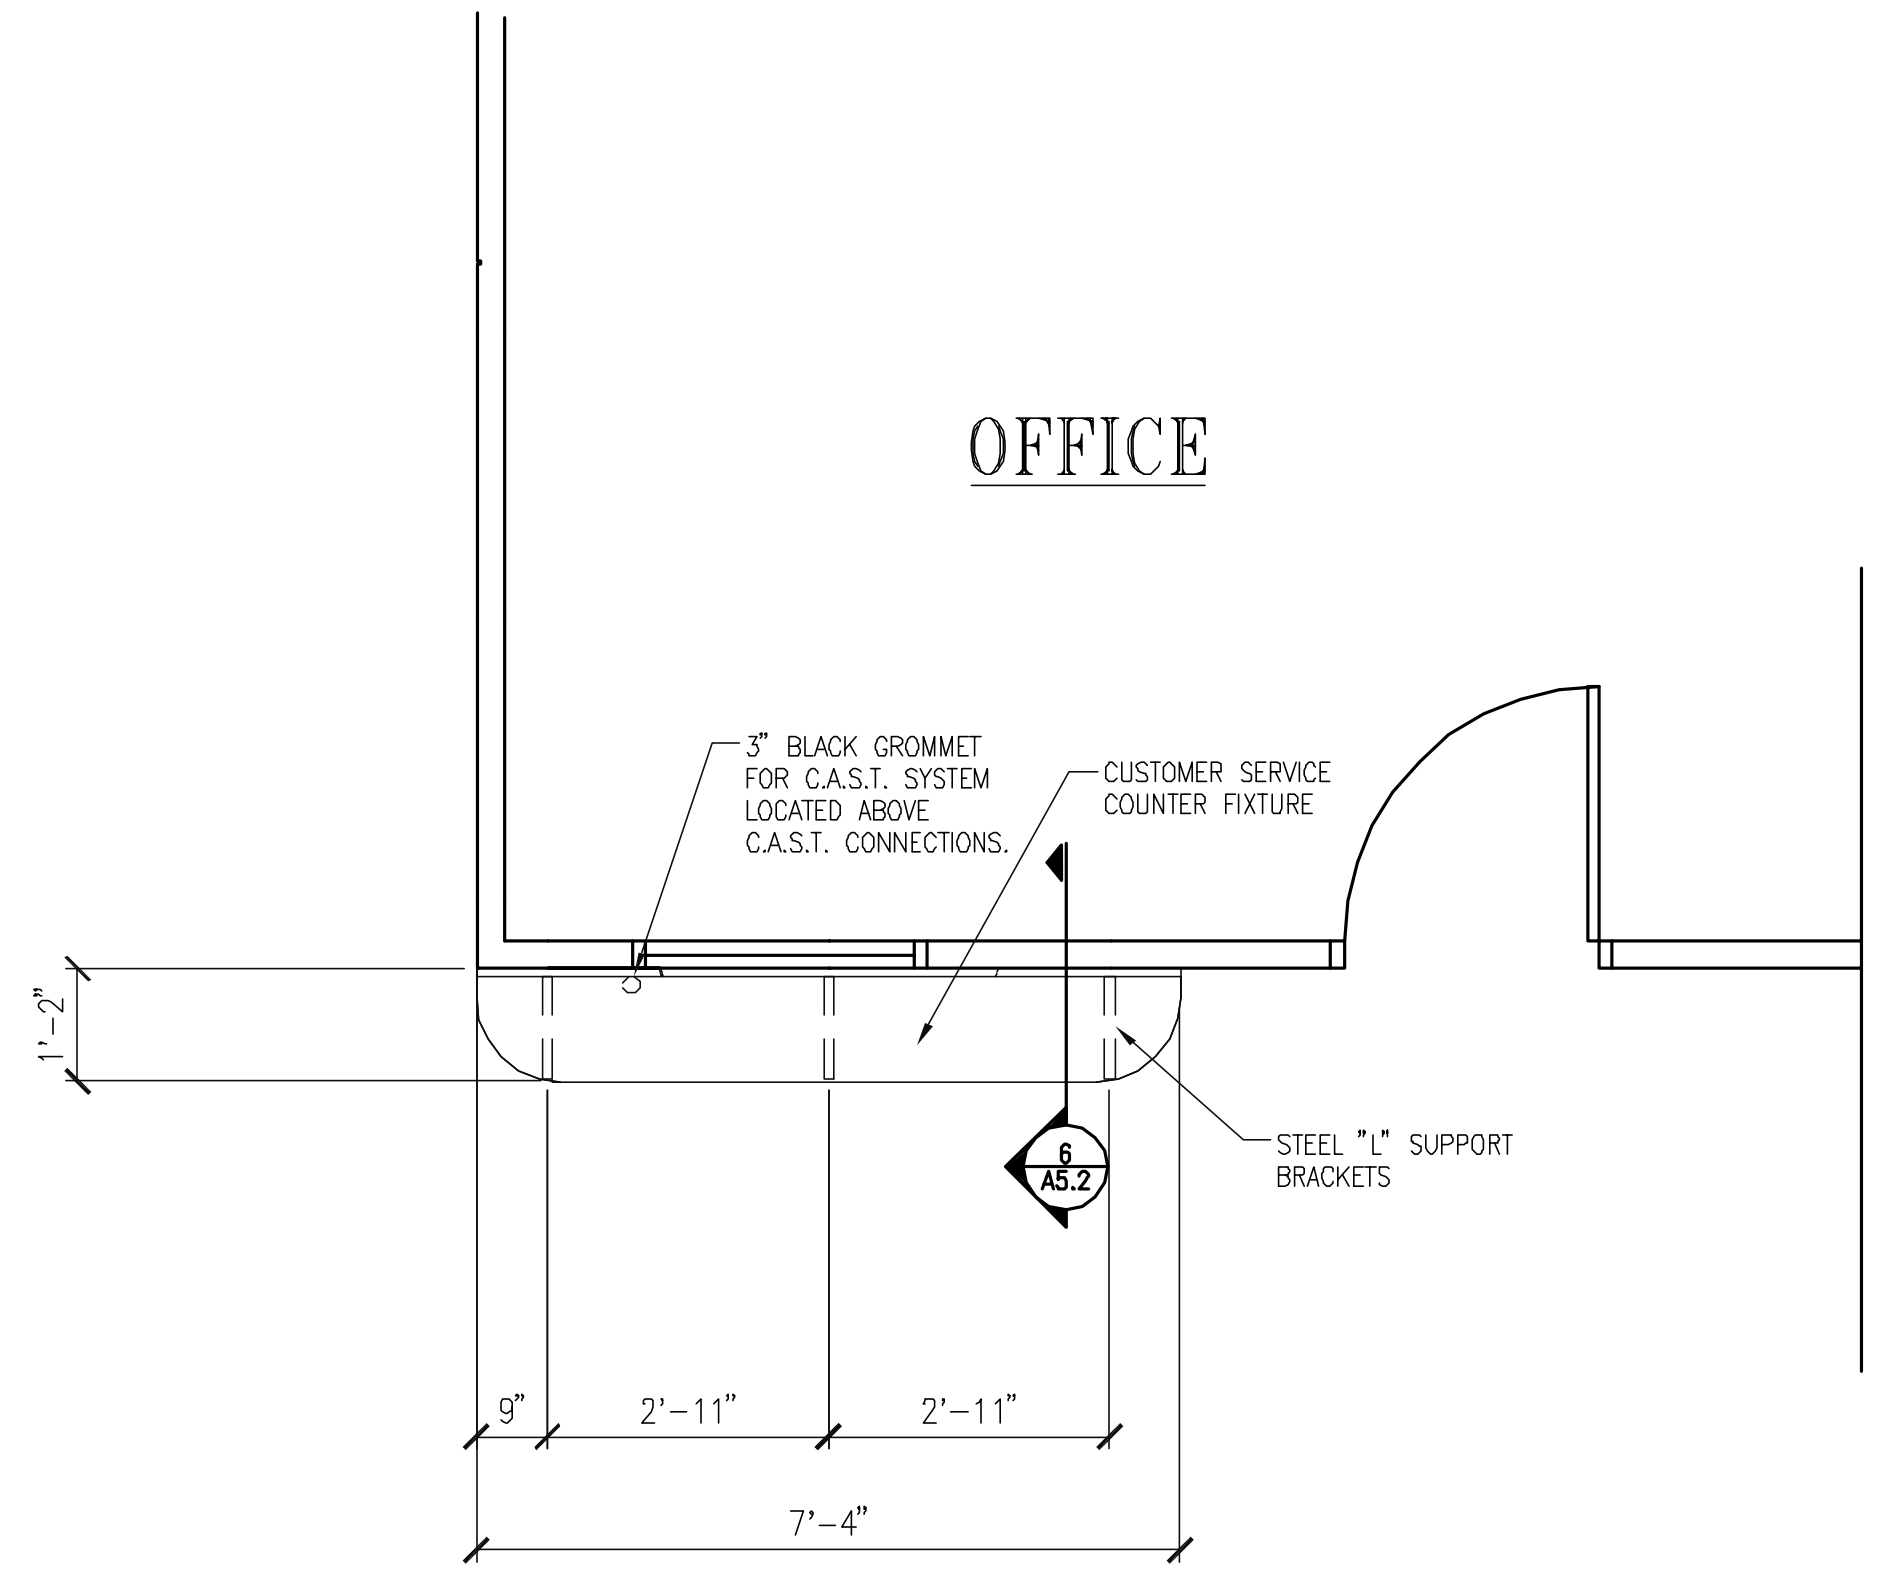 OFFICE
3” BLACK GROMMET
FOR C.A.S.T. SYSTEM
LOCATED ABOVE
C.A.S.T. CONNECTIONS.
CUSTOMER SERVICE
COUNTER FIXTURE
1'-2”
6
A5.2
STEEL ”L” SUPPORT
BRACKETS
9”
2'-11”
2'-11”
7'-4”